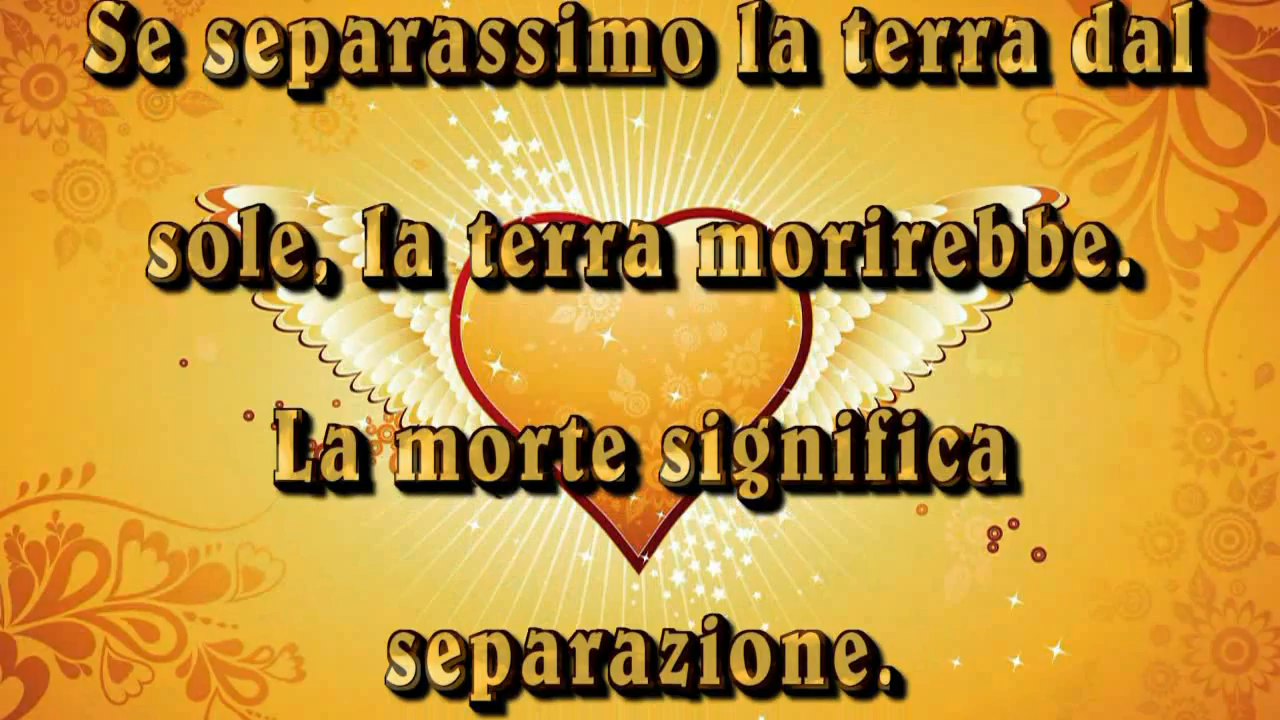 Se separassimo la terra dal
sole, la terra morirebbe.
La morte significa
separazione.